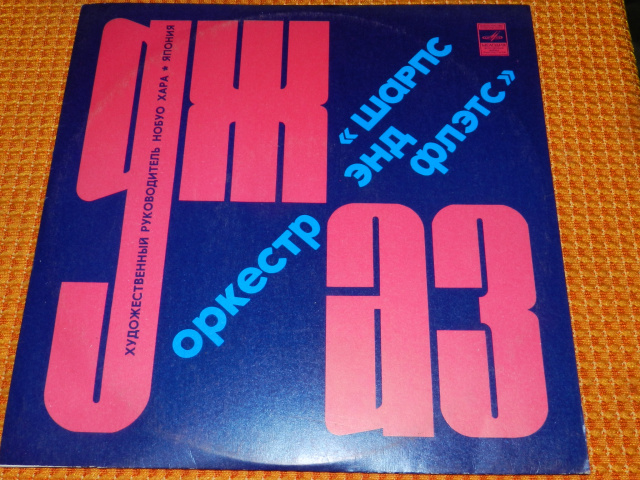 ДЖ
АЗ
ХУДОЖЕСТВЕННЫЙ РУКОВОДИТЕЛЬ НОБУО ХАРА * ЯПОНИЯ
оркестр
«шарпс
энд
флэтс»